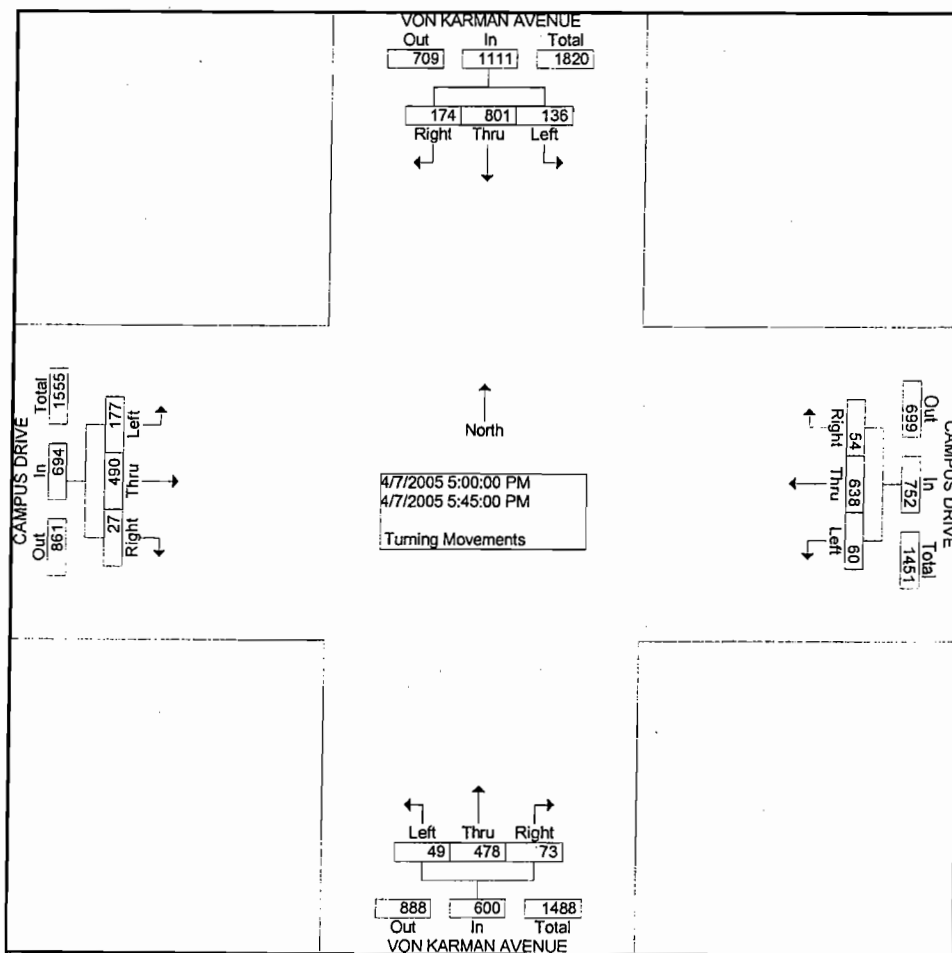 VON KARMAN AVENUE
Out In Total
709 1111 1820
174 801 136
Right Thru Left
CAMPUS DRIVE
Total In Out
1555 694 861
177 490 27
Left Thru Right
North
4/7/2005 5:00:00 PM
4/7/2005 5:45:00 PM
Turning Movements
Right Thru Left
54 638 60
699 752 1451
Out In Total
CAMPUS DRIVE
Left Thru Right
49 478 73
888 600 1488
Out In Total
VON KARMAN AVENUE